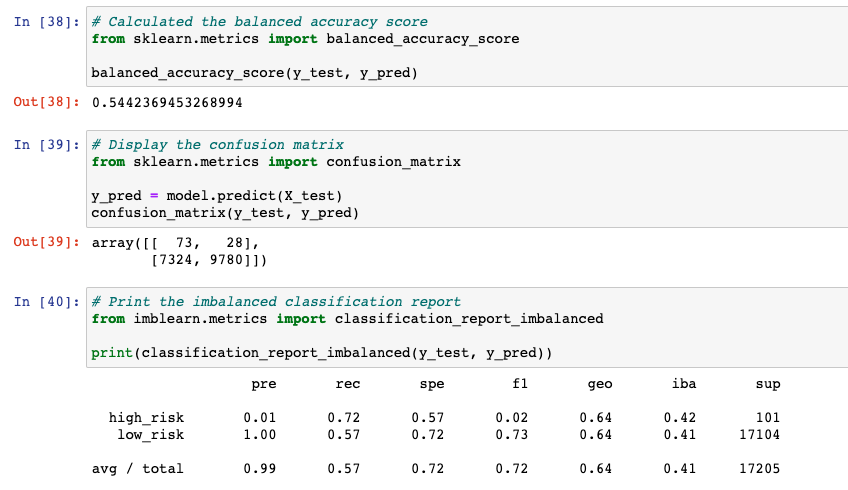 In [38]: # Calculated the balanced accuracy score
from sklearn.metrics import balanced_accuracy_score
balanced_accuracy_score(y_test, y_pred)
Out[38]: 0.5442369453268994
In [39]: # Display the confusion matrix
from sklearn.metrics import confusion_matrix
y_pred = model.predict(X_test)
confusion_matrix(y_test, y_pred)
Out[39]: array([[  73,   28],
[7324, 9780]])
In [40]: # Print the imbalanced classification report
from imblearn.metrics import classification_report_imbalanced
print(classification_report_imbalanced(y_test, y_pred))
pre rec spe f1 geo iba sup
high_risk 0.01 0.72 0.57 0.02 0.64 0.42 101
low_risk 1.00 0.57 0.72 0.73 0.64 0.41 17104
avg / total 0.99 0.57 0.72 0.72 0.64 0.41 17205